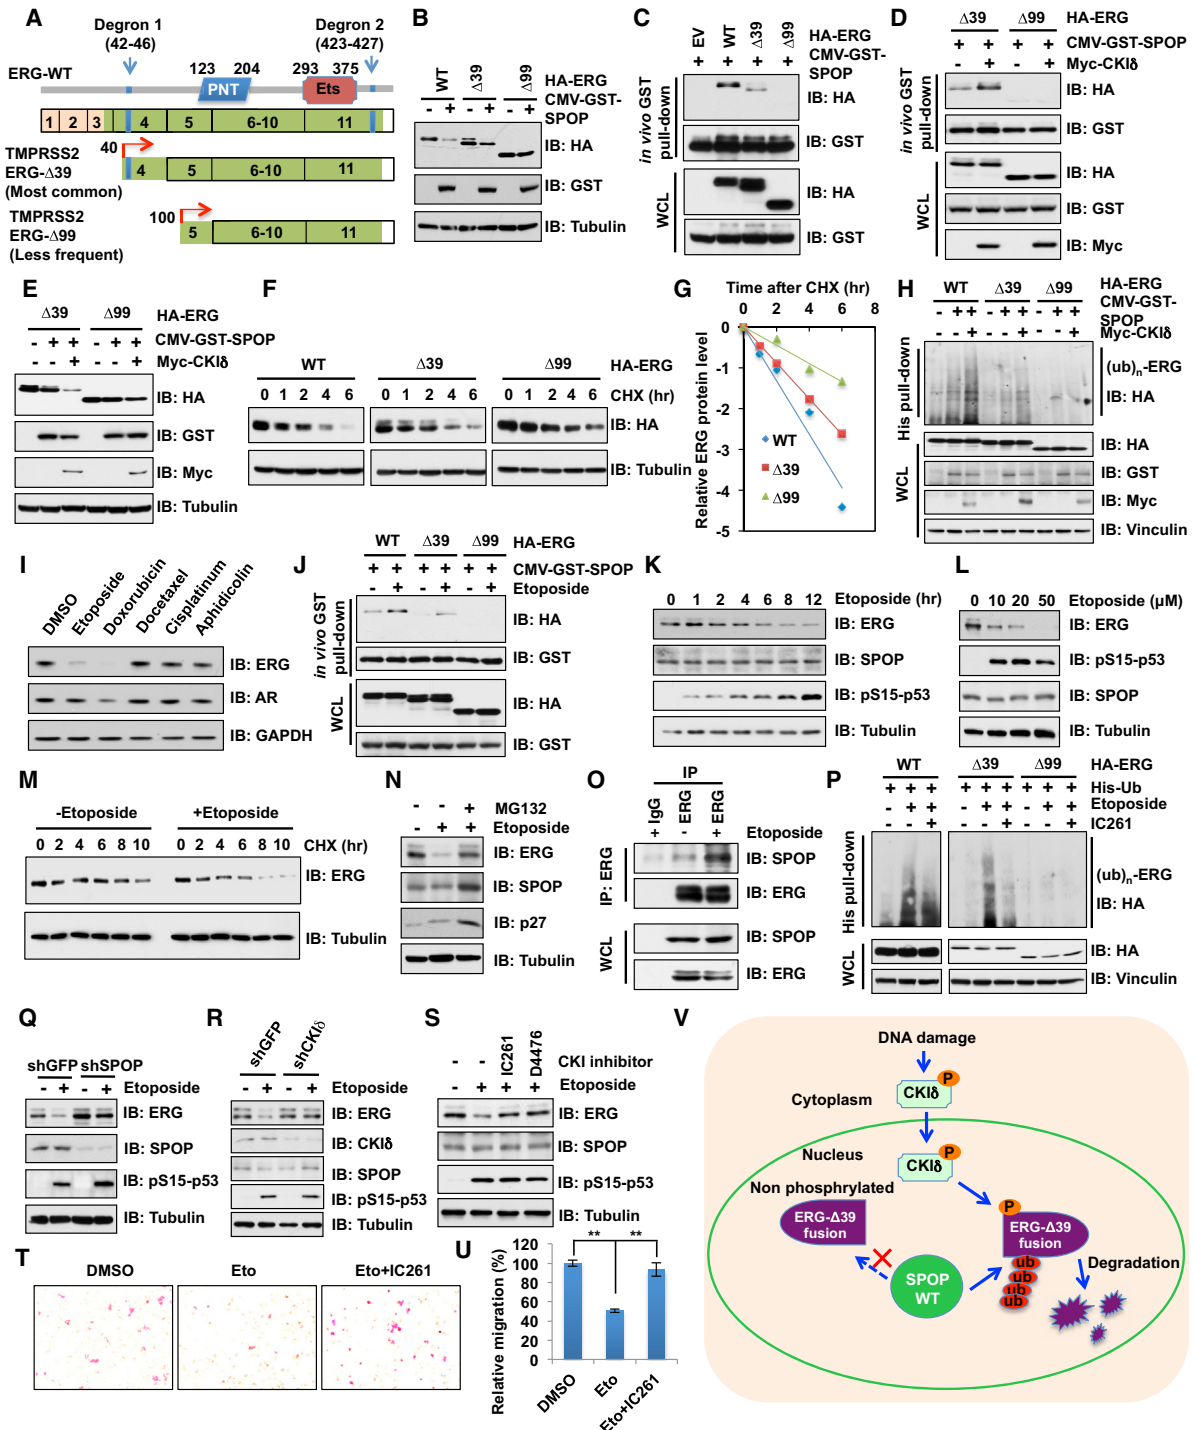 A
Degron 1
(42-46)
Degron 2
(423-427)
ERG-WT
123 204 293 375
PNT Ets
1 2 3 4 5 6-10 11
TMPRSS2
ERG-Δ39
(Most common)
40
4 5 6-10 11
TMPRSS2
ERG-Δ99
(Less frequent)
100
5 6-10 11
B
WT Δ39 Δ99 HA-ERG
- + - + - + CMV-GST-SPOP
IB: HA
IB: GST
IB: Tubulin
C
EV WT Δ39 Δ99 HA-ERG
+ + + + CMV-GST-SPOP
in vivo GST pull-down
IB: HA
IB: GST
WCL
IB: HA
IB: GST
D
Δ39 Δ99 HA-ERG
+ + + + CMV-GST-SPOP
- + - + Myc-CKIδ
in vivo GST pull-down
IB: HA
IB: GST
WCL
IB: HA
IB: GST
IB: Myc
E
Δ39 Δ99 HA-ERG
- + + - + + CMV-GST-SPOP
- - + - - + Myc-CKIδ
IB: HA
IB: GST
IB: Myc
IB: Tubulin
F
WT Δ39 Δ99 HA-ERG
0 1 2 4 6 0 1 2 4 6 0 1 2 4 6 CHX (hr)
IB: HA
IB: Tubulin
G
Time after CHX (hr)
0 2 4 6 8
0
-1
-2
-3
-4
-5
Relative ERG protein level
WT
Δ39
Δ99
H
WT Δ39 Δ99 HA-ERG
- + + - + + - + + CMV-GST-SPOP
- - + - - + - - + Myc-CKIδ
His pull-down
(ub)n-ERG
IB: HA
WCL
IB: HA
IB: GST
IB: Myc
IB: Vinculin
I
DMSO
Etoposide
Doxorubicin
Docetaxel
Cisplatinum
Aphidicolin
IB: ERG
IB: AR
IB: GAPDH
J
WT Δ39 Δ99 HA-ERG
+ + + + + + CMV-GST-SPOP
- + - + - + Etoposide
in vivo GST pull-down
IB: HA
IB: GST
WCL
IB: HA
IB: GST
K
0 1 2 4 6 8 12 Etoposide (hr)
IB: ERG
IB: SPOP
IB: pS15-p53
IB: Tubulin
L
0 10 20 50 Etoposide (µM)
IB: ERG
IB: pS15-p53
IB: SPOP
IB: Tubulin
M
-Etoposide +Etoposide
0 2 4 6 8 10 0 2 4 6 8 10 CHX (hr)
IB: ERG
IB: Tubulin
N
- - + MG132
- + + Etoposide
IB: ERG
IB: SPOP
IB: p27
IB: Tubulin
O
IP
IgG ERG ERG
+ - + Etoposide
IP: ERG
IB: SPOP
IB: ERG
WCL
IB: SPOP
IB: ERG
P
WT Δ39 Δ99 HA-ERG
+ + + + + + + + + His-Ub
- + + - + + - + + Etoposide
- - + - - + - - + IC261
His pull-down
(ub)n-ERG
IB: HA
WCL
IB: HA
IB: Vinculin
Q
shGFP shSPOP
- + - + Etoposide
IB: ERG
IB: SPOP
IB: pS15-p53
IB: Tubulin
R
shGFP shCKIδ
- + - + Etoposide
IB: ERG
IB: CKIδ
IB: SPOP
IB: pS15-p53
IB: Tubulin
S
- - IC261 D4476 CKI inhibitor
- + + + Etoposide
IB: ERG
IB: SPOP
IB: pS15-p53
IB: Tubulin
T
DMSO Eto Eto+IC261
U
Relative migration (%)
120
100
80
60
40
20
0
** **
DMSO
Eto
Eto+IC261
V
DNA damage
P
CKIδ
Cytoplasm
Nucleus
P
CKIδ
Non phosphrylated
ERG-Δ39
fusion
P
ERG-Δ39
fusion
SPOP
WT
ub
ub
ub
ub
Degradation